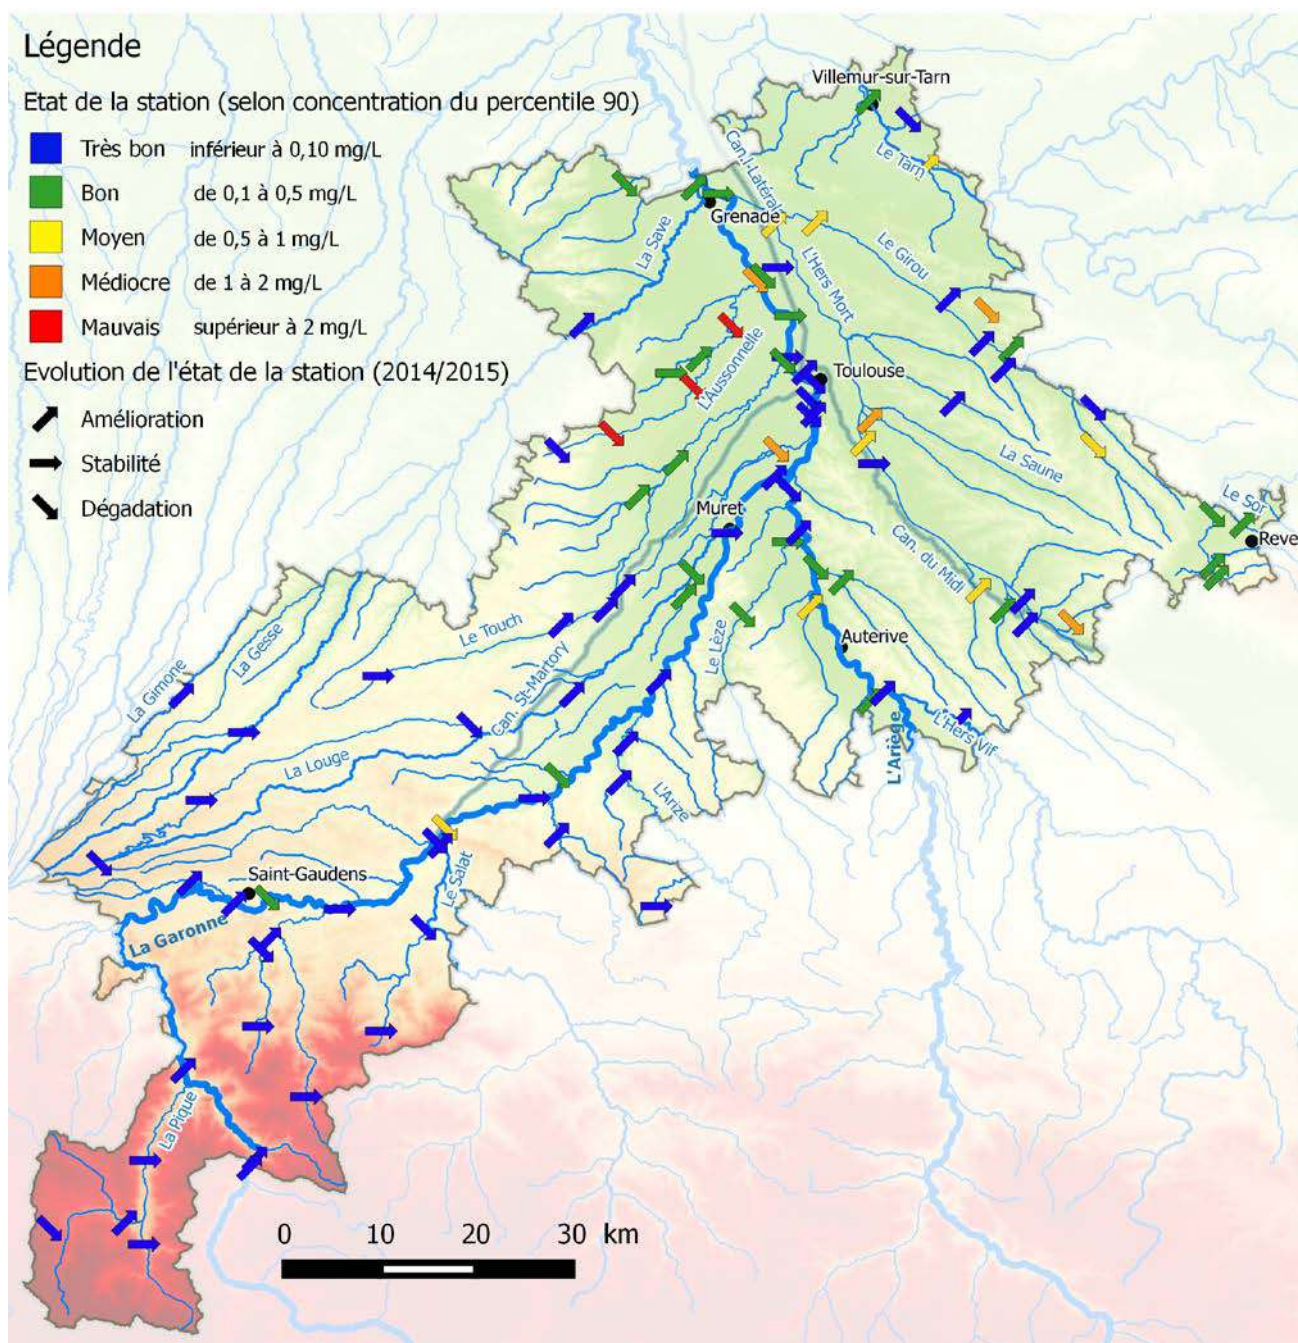 Légende
Etat de la station (selon concentration du percentile 90)
Très bon inférieur à 0,10 mg/L
Bon de 0,1 à 0,5 mg/L
Moyen de 0,5 à 1 mg/L
Médiocre de 1 à 2 mg/L
Mauvais supérieur à 2 mg/L
Evolution de l'état de la station (2014/2015)
Amélioration
Stabilité
Dégradation
Villemur-sur-Tarn
Le Tarn
Can.l-Latéral
Grenade
La Save
L'Hers Mort
Le Girou
L'Aussonnelle
Toulouse
La Saune
Le Sor
Reve
Muret
Can. du Midi
Le Touch
Can. St-Martory
Le Lèze
Auterive
La Gimone
La Gesse
La Louge
L'Ariège
L'Hers Vif
L'Arize
Saint-Gaudens
Le Salat
La Garonne
La Pique
0 10 20 30 km